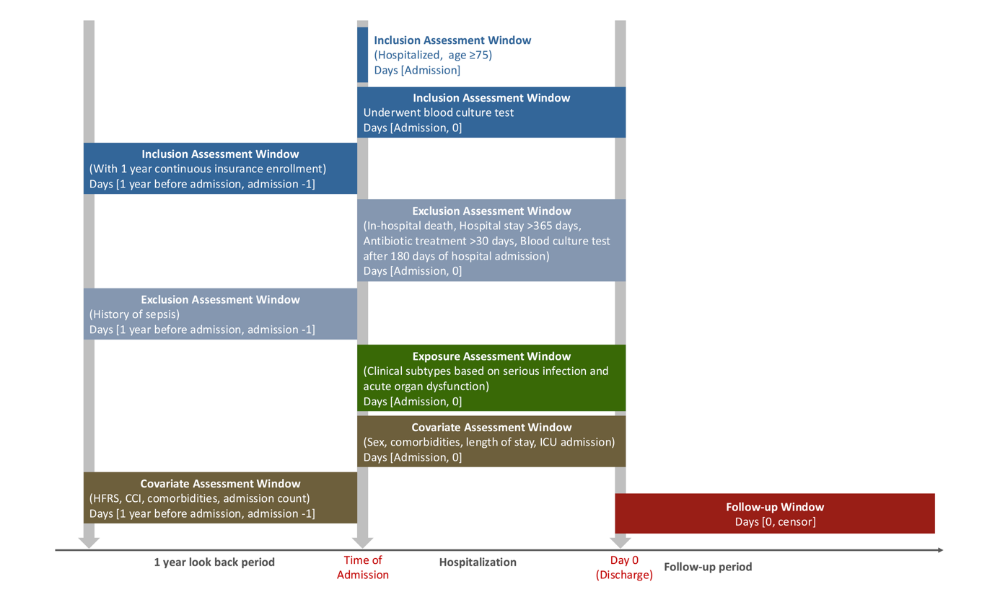 Inclusion Assessment Window
(Hospitalized,  age ≥75)
Days [Admission]
Inclusion Assessment Window
Underwent blood culture test
Days [Admission, 0]
Inclusion Assessment Window
(With 1 year continuous insurance enrollment)
Days [1 year before admission, admission -1]
Exclusion Assessment Window
(In-hospital death, Hospital stay >365 days,
Antibiotic treatment >30 days, Blood culture test
after 180 days of hospital admission)
Days [Admission, 0]
Exclusion Assessment Window
(History of sepsis)
Days [1 year before admission, admission -1]
Exposure Assessment Window
(Clinical subtypes based on serious infection and
acute organ dysfunction)
Days [Admission, 0]
Covariate Assessment Window
(Sex, comorbidities, length of stay, ICU admission)
Days [Admission, 0]
Covariate Assessment Window
(HFRS, CCI, comorbidities, admission count)
Days [1 year before admission, admission -1]
Follow-up Window
Days [0, censor]
1 year look back period
Time of
Admission
Hospitalization
Day 0
(Discharge)
Follow-up period